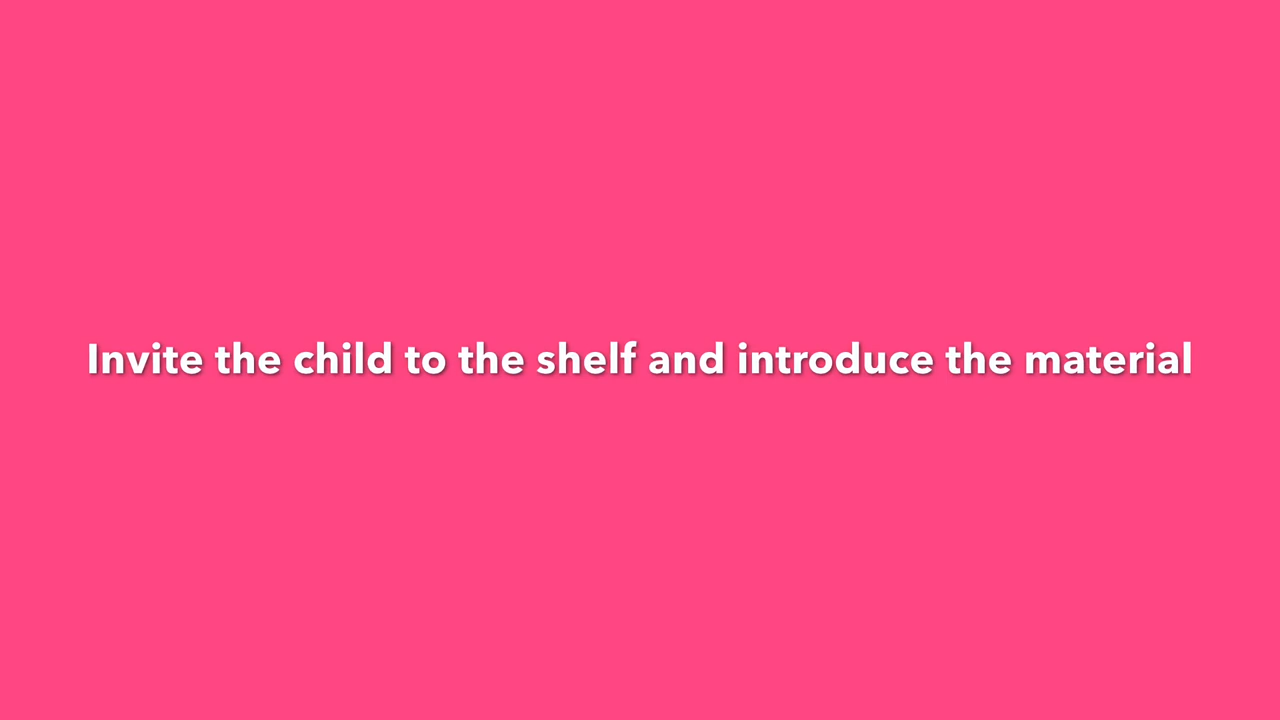 Invite the child to the shelf and introduce the material